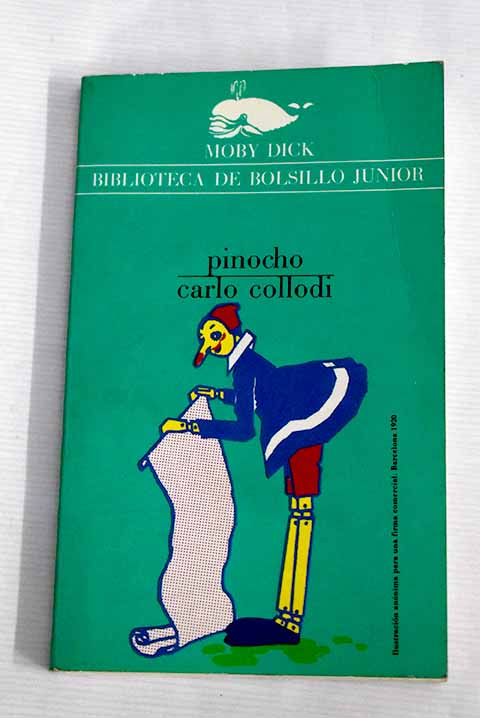 MOBY DICK
BIBLIOTECA DE BOLSILLO JUNIOR
pinocho
carlo collodi
Ilustración anónima para una firma comercial. Barcelona 1920